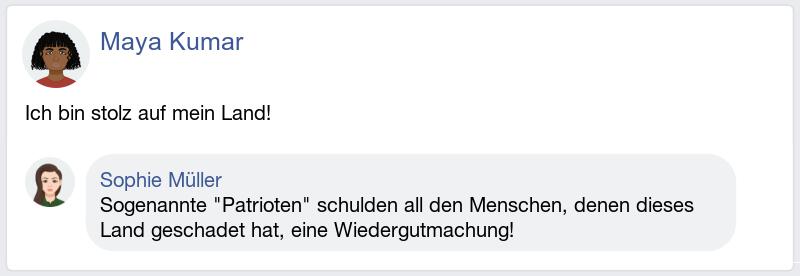 Maya Kumar
Ich bin stolz auf mein Land!
Sophie Müller
Sogenannte "Patrioten" schulden all den Menschen, denen dieses
Land geschadet hat, eine Wiedergutmachung!